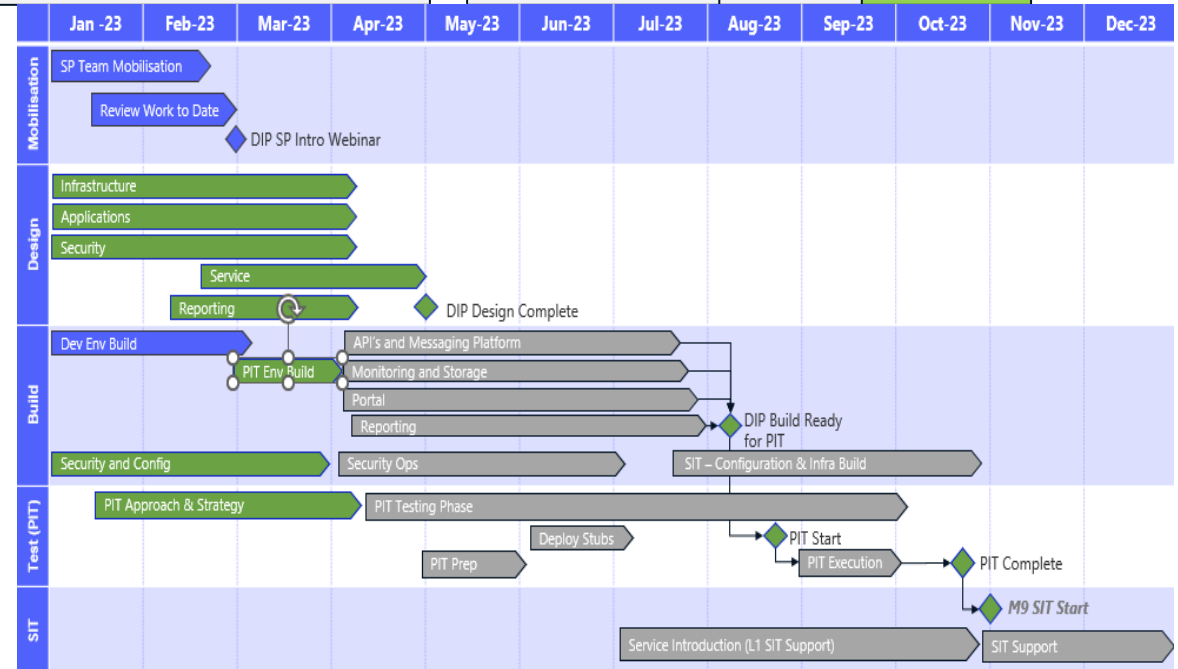 Jan -23 Feb-23 Mar-23 Apr-23 May-23 Jun-23 Jul-23 Aug-23 Sep-23 Oct-23 Nov-23 Dec-23
Mobilisation
SP Team Mobilisation
Review Work to Date
DIP SP Intro Webinar
Design
Infrastructure
Applications
Security
Service
Reporting
DIP Design Complete
Build
Dev Env Build
API's and Messaging Platform
PIT Env Build
Monitoring and Storage
Portal
Reporting
DIP Build Ready
for PIT
Security and Config
Security Ops
SIT – Configuration & Infra Build
Test (PIT)
PIT Approach & Strategy
PIT Testing Phase
Deploy Stubs
PIT Start
PIT Prep
PIT Execution
PIT Complete
SIT
M9 SIT Start
Service Introduction (L1 SIT Support)
SIT Support